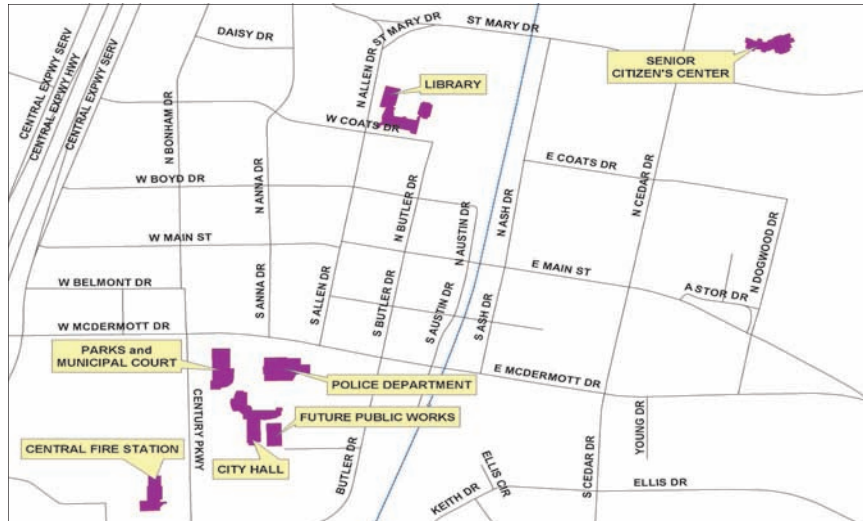 ST MARY DR
ST MARY DR
DAISY DR
SENIOR
CITIZEN'S CENTER
CENTRAL EXPWY SERV
CENTRAL EXPWY HWY
CENTRAL EXPWY SERV
N ALLEN DR
LIBRARY
N BONHAM DR
W COATS DR
E COATS DR
N CEDAR DR
W BOYD DR
N ANNA DR
N BUTLER DR
N AUSTIN DR
N ASH DR
N DOGWOOD DR
W MAIN ST
E MAIN ST
W BELMONT DR
S ANNA DR
S ALLEN DR
S BUTLER DR
S AUSTIN DR
S ASH DR
ASTOR DR
W MCDERMOTT DR
PARKS and
MUNICIPAL COURT
POLICE DEPARTMENT
E MCDERMOTT DR
CENTURY PKWY
FUTURE PUBLIC WORKS
YOUNG DR
CENTRAL FIRE STATION
CITY HALL
BUTLER DR
S CEDAR DR
ELLIS CIR
KEITH DR
ELLIS DR